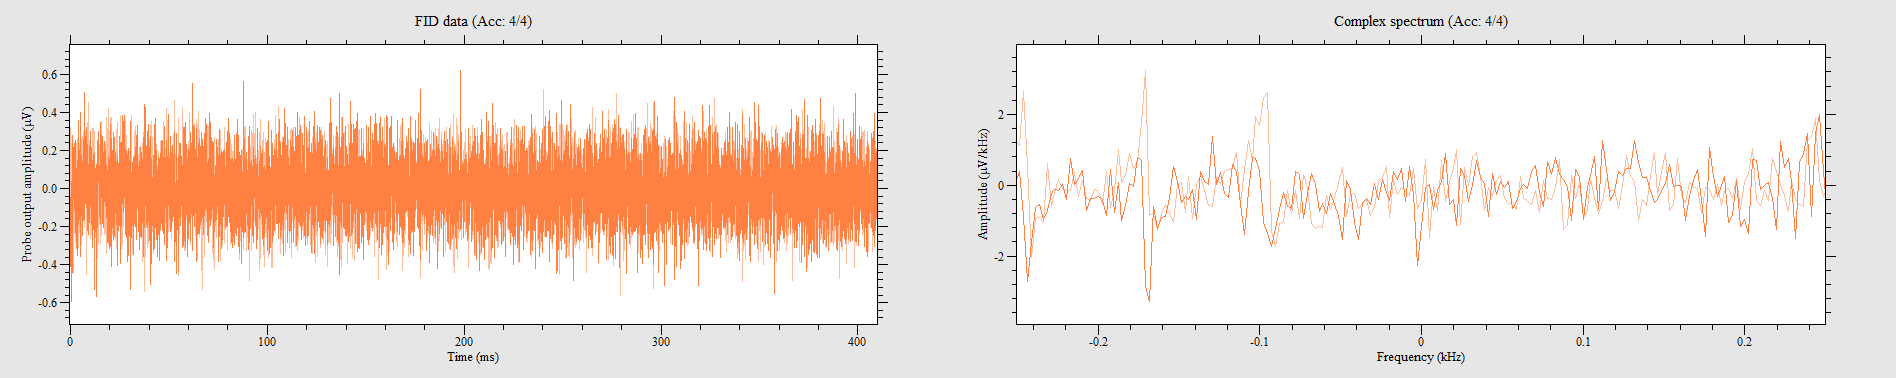 FID data (Acc: 4/4)
Probe output amplitude (µV)
0.6
0.4
0.2
0.0
-0.2
-0.4
-0.6
0 100 200 300 400
Time (ms)
Complex spectrum (Acc: 4/4)
Amplitude (µV/kHz)
2
0
-2
-0.2 -0.1 0 0.1 0.2
Frequency (kHz)